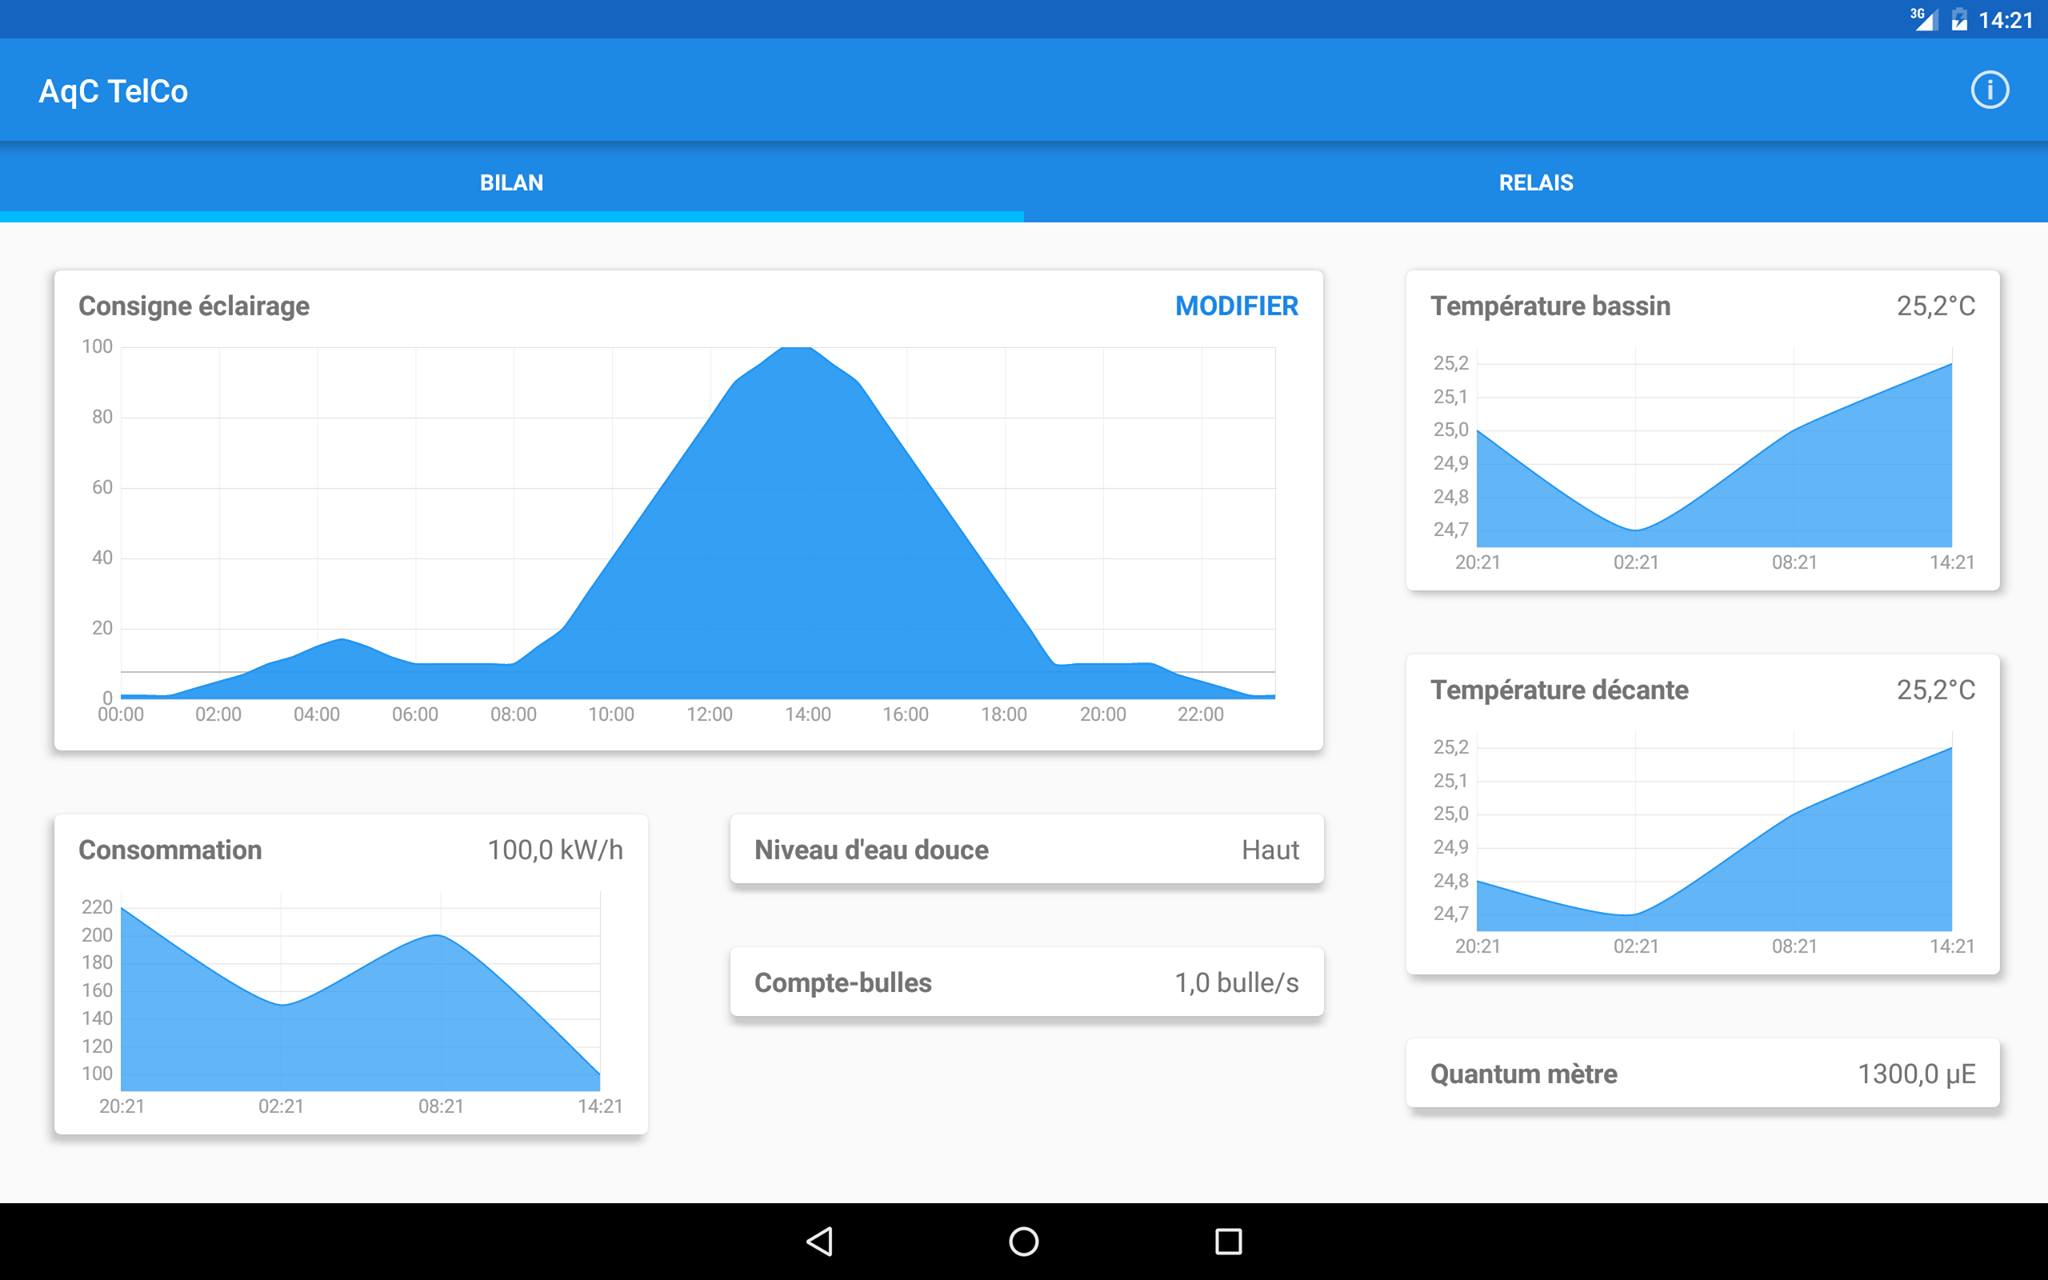 3G 14:21
AqC TelCo
BILAN
RELAIS
Consigne éclairage
MODIFIER
100
80
60
40
20
0
00:00 02:00 04:00 06:00 08:00 10:00 12:00 14:00 16:00 18:00 20:00 22:00
Température bassin
25,2°C
25,2
25,1
25,0
24,9
24,8
24,7
20:21 02:21 08:21 14:21
Température décante
25,2°C
25,2
25,1
25,0
24,9
24,8
24,7
20:21 02:21 08:21 14:21
Consommation
100,0 kW/h
220
200
180
160
140
120
100
20:21 02:21 08:21 14:21
Niveau d'eau douce
Haut
Compte-bulles
1,0 bulle/s
Quantum mètre
1300,0 µE